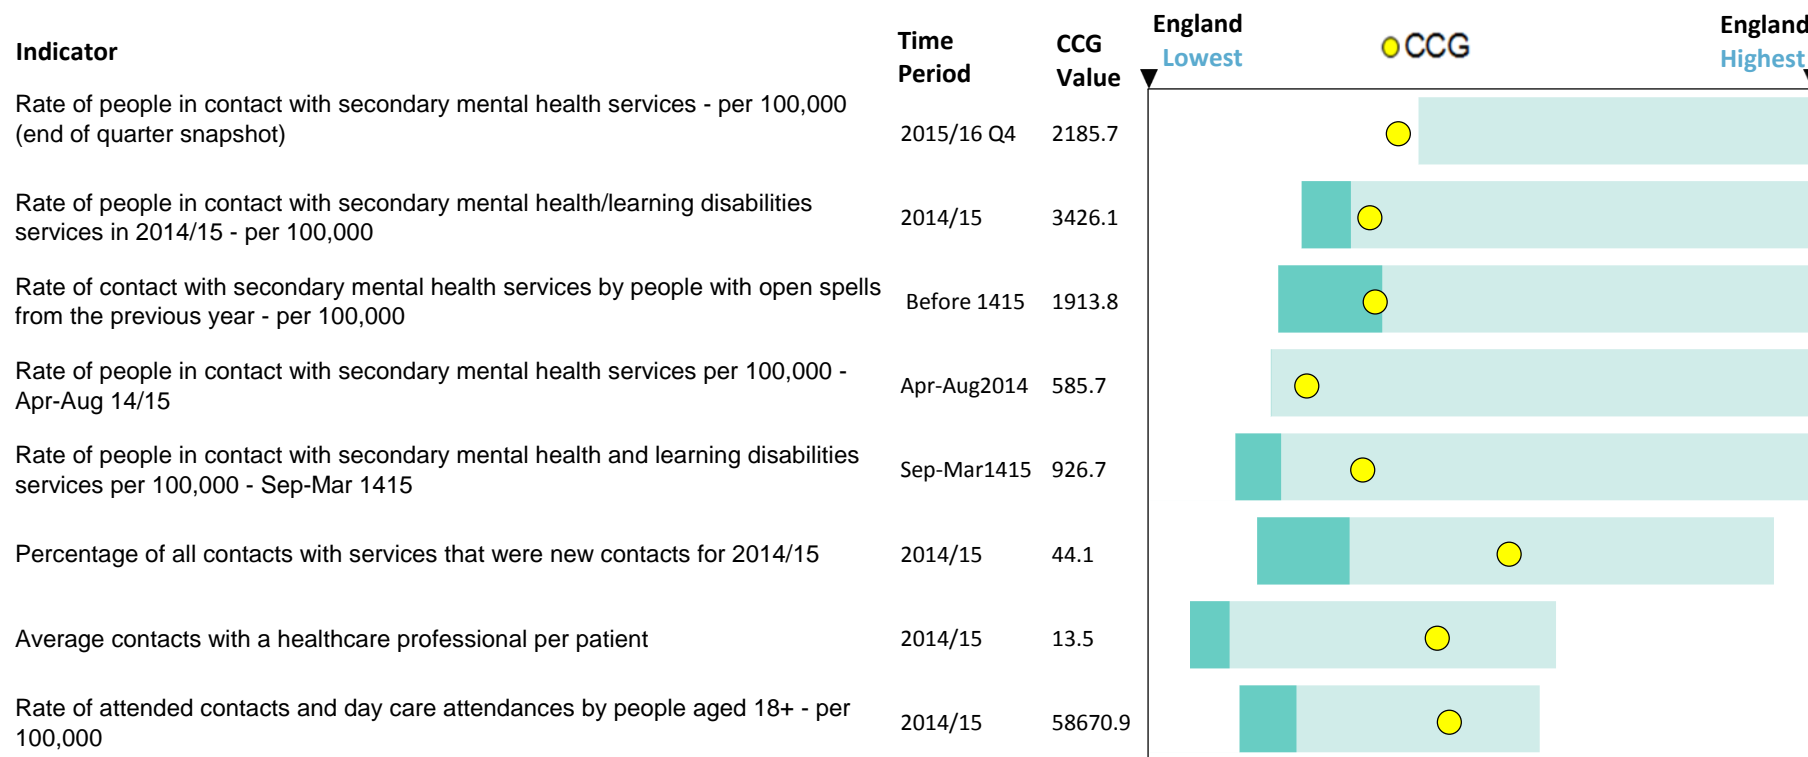 Indicator
Time
Period
CCG
Value
England
Lowest
CCG
England
Highest
Rate of people in contact with secondary mental health services - per 100,000
(end of quarter snapshot)
2015/16 Q4
2185.7
Rate of people in contact with secondary mental health/learning disabilities
services in 2014/15 - per 100,000
2014/15
3426.1
Rate of contact with secondary mental health services by people with open spells
from the previous year - per 100,000
Before 1415
1913.8
Rate of people in contact with secondary mental health services per 100,000 -
Apr-Aug 14/15
Apr-Aug2014
585.7
Rate of people in contact with secondary mental health and learning disabilities
services per 100,000 - Sep-Mar 1415
Sep-Mar1415
926.7
Percentage of all contacts with services that were new contacts for 2014/15
2014/15
44.1
Average contacts with a healthcare professional per patient
2014/15
13.5
Rate of attended contacts and day care attendances by people aged 18+ - per
100,000
2014/15
58670.9